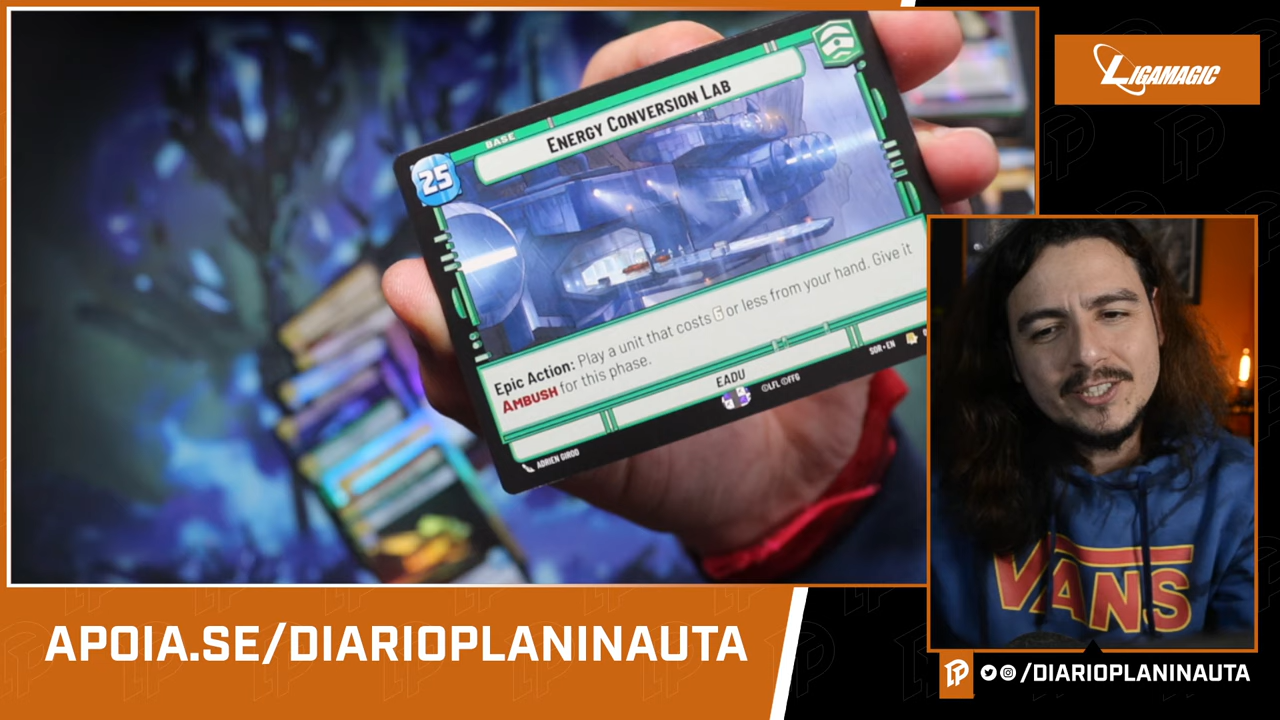 LIGAMAGIC
BASE
ENERGY CONVERSION LAB
25
Epic Action: Play a unit that costs 6 or less from your hand. Give it
AMBUSH for this phase.
EADU
ADRIEN GIROD
©LFL ©FFG
SOR • EN
VANS
APOIA.SE/DIARIOPLANINAUTA
/DIARIOPLANINAUTA